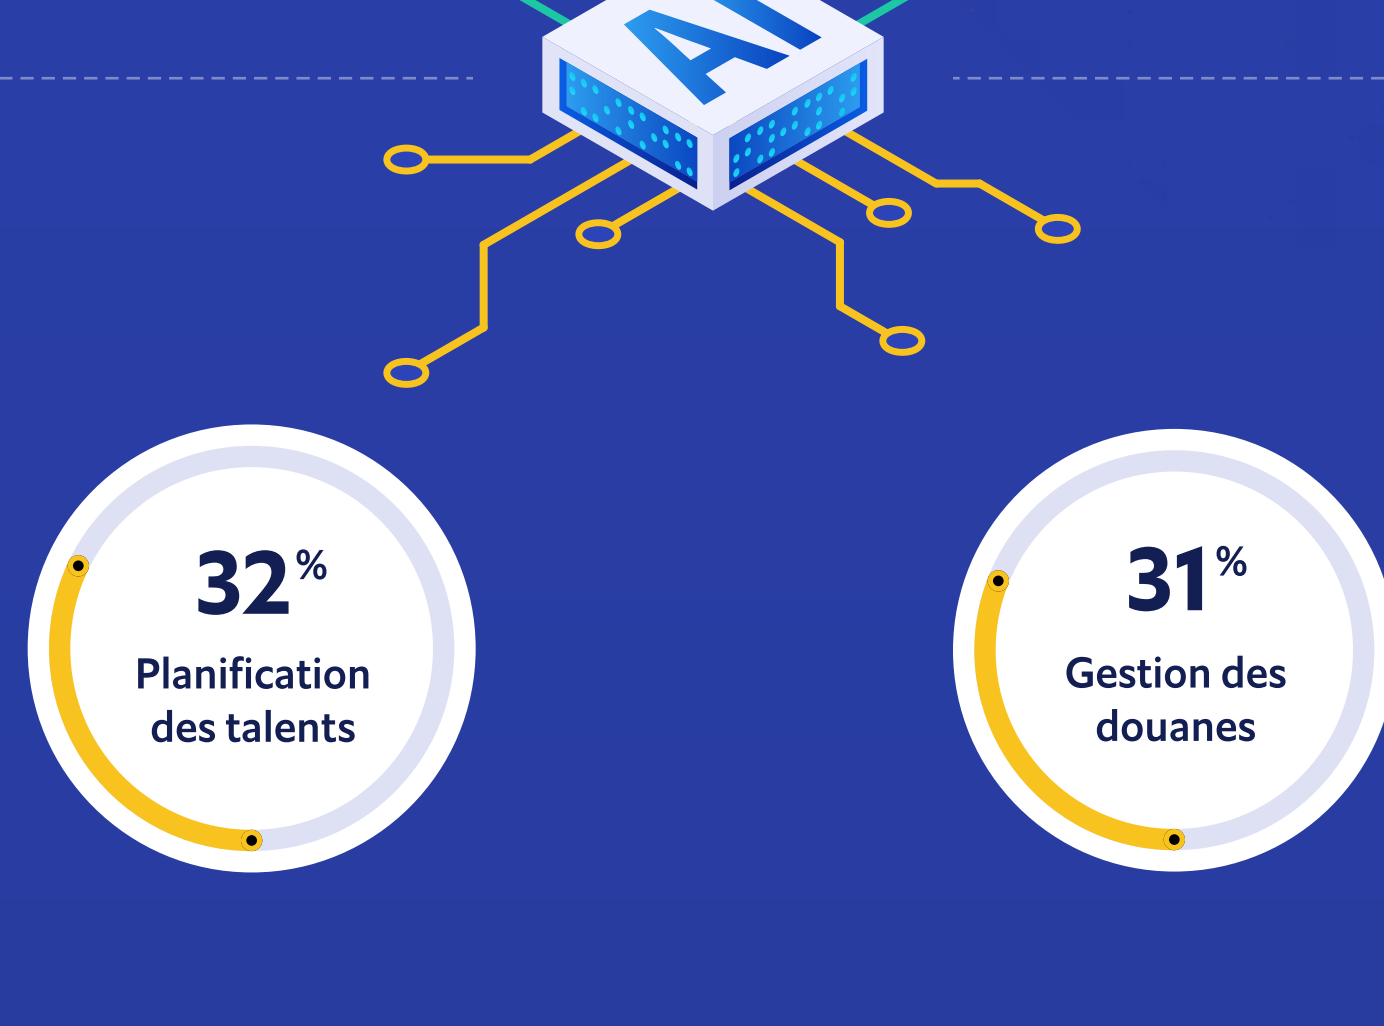 AI
32%
Planification
des talents
31%
Gestion des
douanes